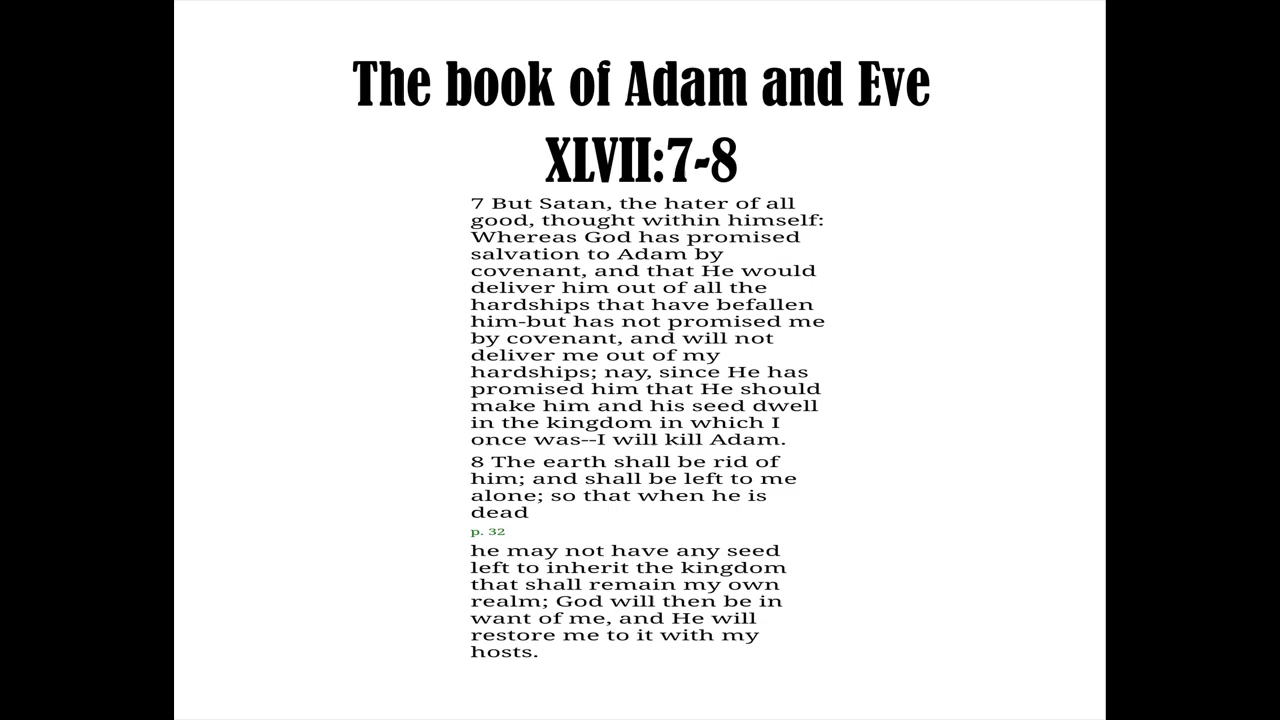 The book of Adam and Eve
XLVII:7-8
7 But Satan, the hater of all
good, thought within himself:
Whereas God has promised
salvation to Adam by
covenant, and that He would
deliver him out of all the
hardships that have befallen
him-but has not promised me
by covenant, and will not
deliver me out of my
hardships; nay, since He has
promised him that He should
make him and his seed dwell
in the kingdom in which I
once was--I will kill Adam.
8 The earth shall be rid of
him; and shall be left to me
alone; so that when he is
dead
p. 32
he may not have any seed
left to inherit the kingdom
that shall remain my own
realm; God will then be in
want of me, and He will
restore me to it with my
hosts.